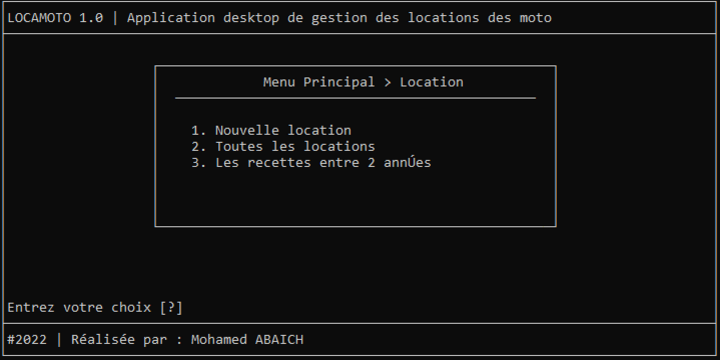 LOCAMOTO 1.0 | Application desktop de gestion des locations des moto
Menu Principal > Location
1. Nouvelle location
2. Toutes les locations
3. Les recettes entre 2 annÚes
Entrez votre choix [?]
#2022 | Réalisée par : Mohamed ABAICH